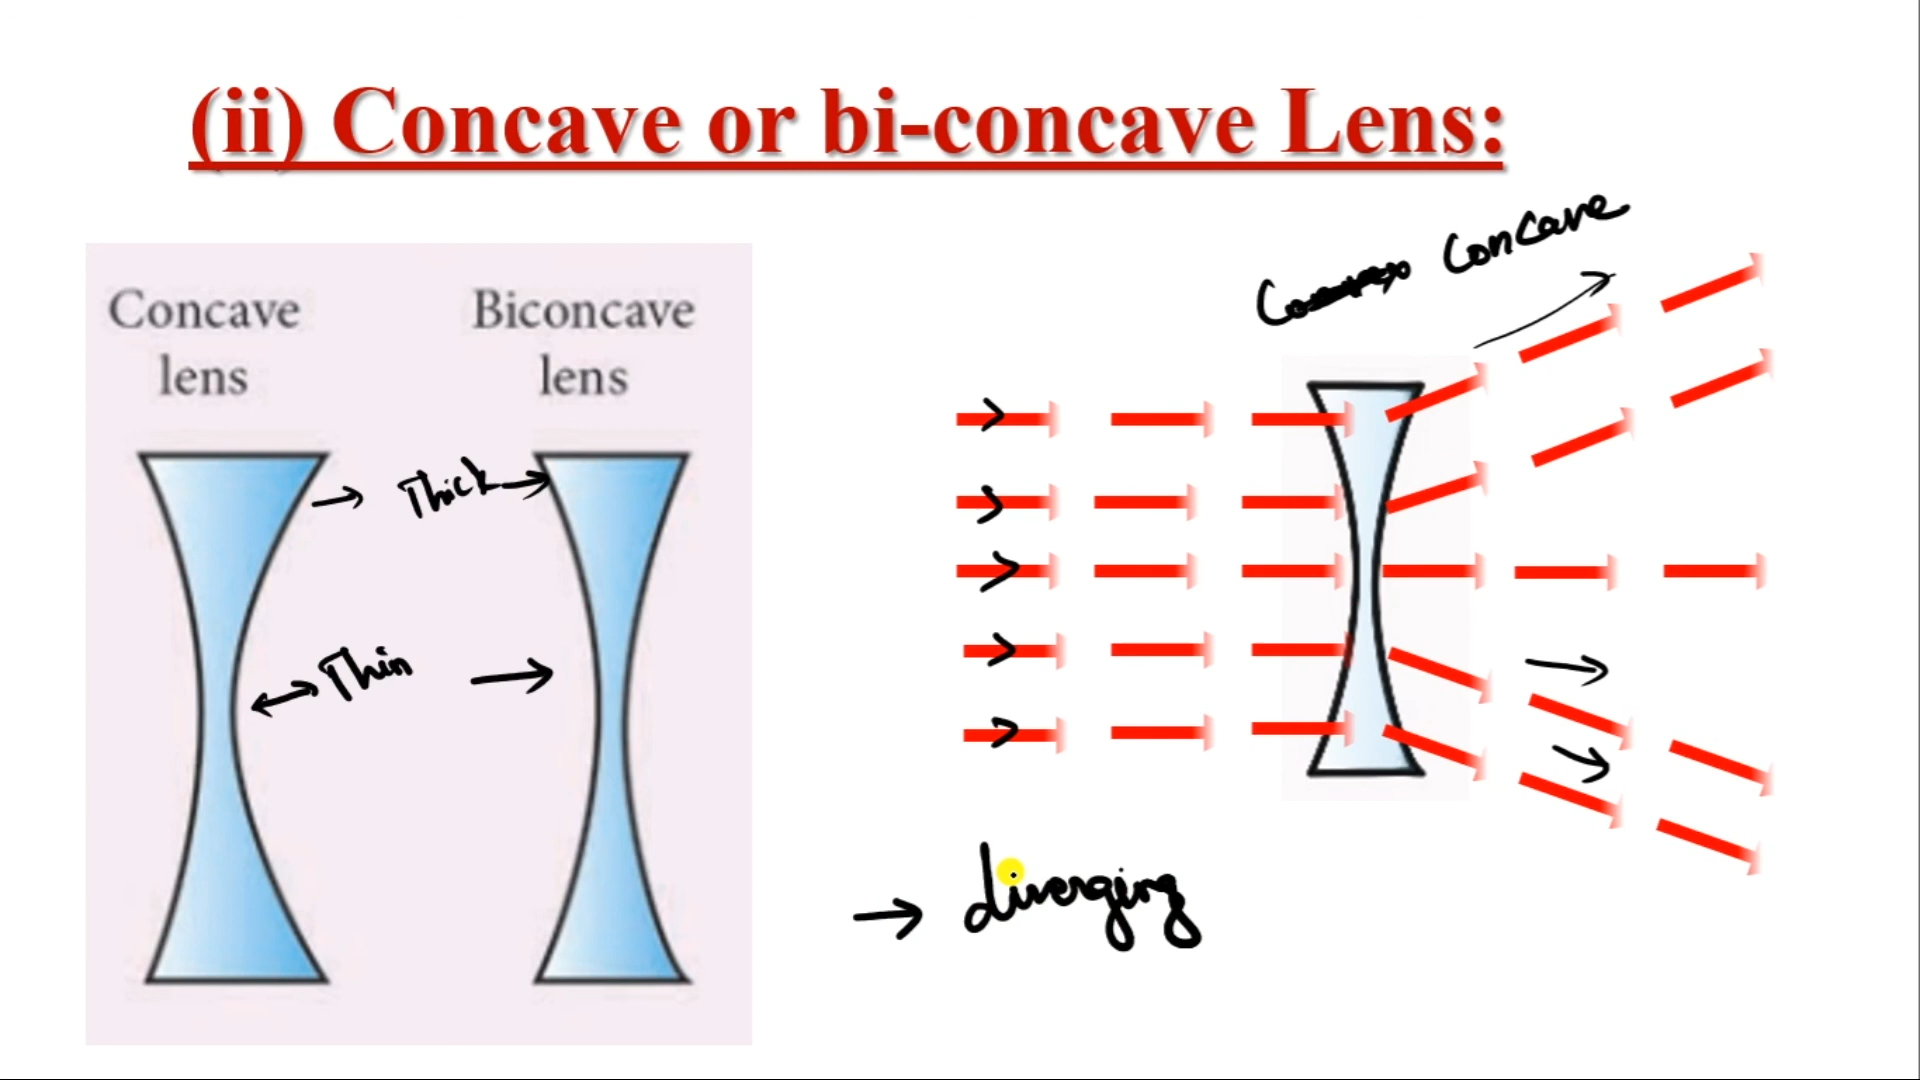 (ii) Concave or bi-concave Lens:
Concave
Concave
lens
Biconcave
lens
Thick
Thin
diverging